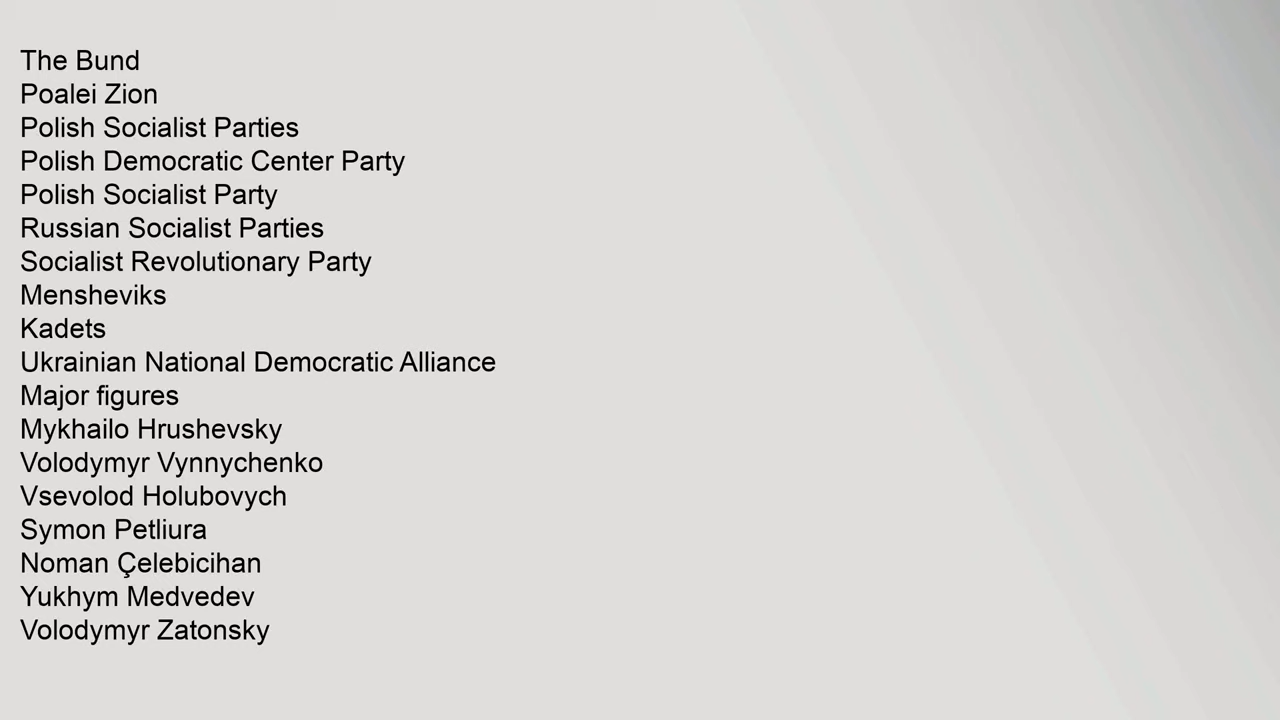 The Bund
Poalei Zion
Polish Socialist Parties
Polish Democratic Center Party
Polish Socialist Party
Russian Socialist Parties
Socialist Revolutionary Party
Mensheviks
Kadets
Ukrainian National Democratic Alliance
Major figures
Mykhailo Hrushevsky
Volodymyr Vynnychenko
Vsevolod Holubovych
Symon Petliura
Noman Çelebicihan
Yukhym Medvedev
Volodymyr Zatonsky